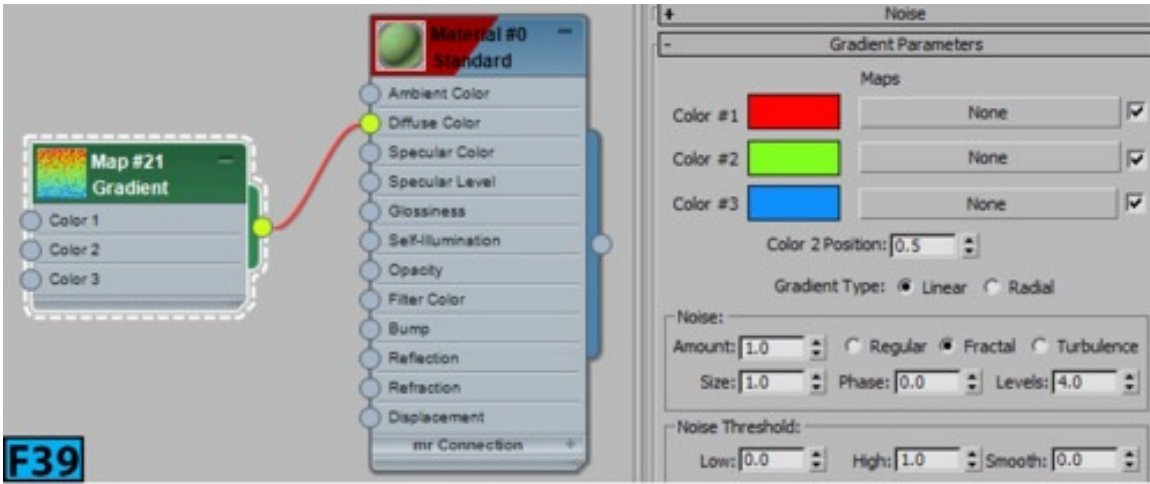 Map #21
Gradient
Color 1
Color 2
Color 3
Material #0
Standard
Ambient Color
Diffuse Color
Specular Color
Specular Level
Glossiness
Self-Illumination
Opacity
Filter Color
Bump
Reflection
Refraction
Displacement
mr Connection +
F39
+ Noise
- Gradient Parameters
Maps
Color #1 None
Color #2 None
Color #3 None
Color 2 Position: 0.5
Gradient Type: Linear Radial
Noise:
Amount: 1.0 Regular Fractal Turbulence
Size: 1.0 Phase: 0.0 Levels: 4.0
Noise Threshold:
Low: 0.0 High: 1.0 Smooth: 0.0